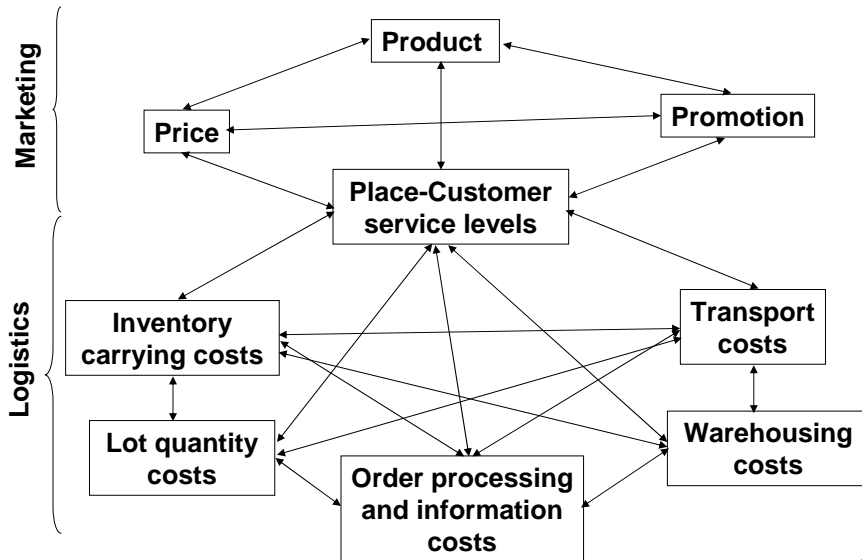 Marketing
Product
Price
Promotion
Place-Customer
service levels
Logistics
Inventory
carrying costs
Transport
costs
Lot quantity
costs
Order processing
and information
costs
Warehousing
costs